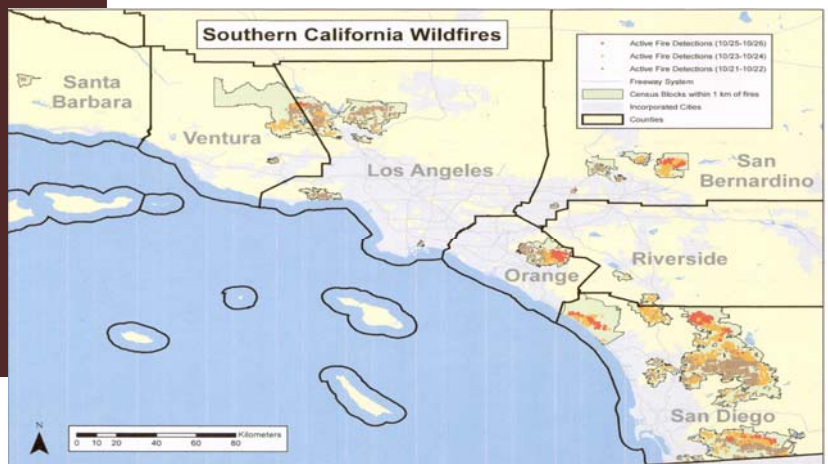 Southern California Wildfires
Active Fire Detections (10/25-10/26)
Active Fire Detections (10/23-10/24)
Active Fire Detections (10/21-10/22)
Freeway System
Census Blocks within 1 km of fires
Incorporated Cities
Counties
Santa
Barbara
Ventura
Los Angeles
San
Bernardino
Orange
Riverside
San Diego
N
Kilometers
0 10 20 40 60 80